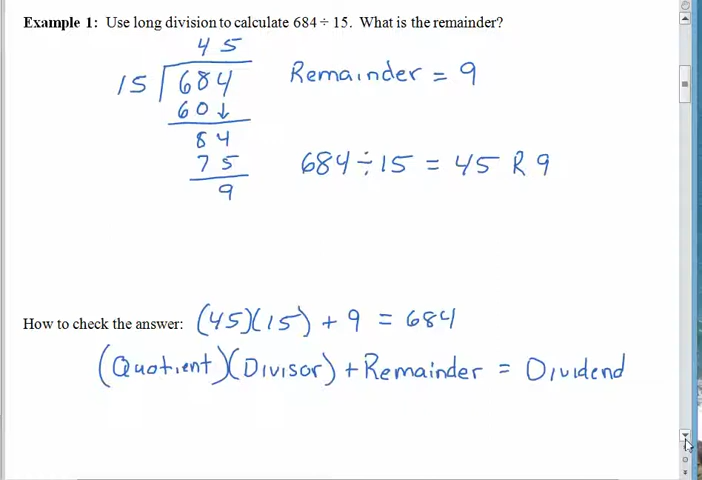 Example 1: Use long division to calculate 684 ÷ 15. What is the remainder?
45
15 684 Remainder = 9
60↓
84
75 684 ÷ 15 = 45 R 9
9
How to check the answer: (45)(15) + 9 = 684
(Quotient)(Divisor) + Remainder = Dividend